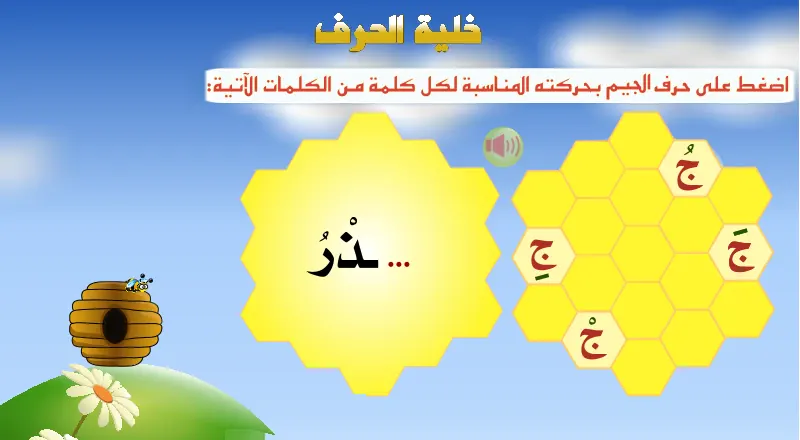 خلية الحرف
اضغط على حرف الجيم بحركته المناسبة لكل كلمة من الكلمات الآتية:
... ـذْرُ
جُ
جَ
جِ
جْ